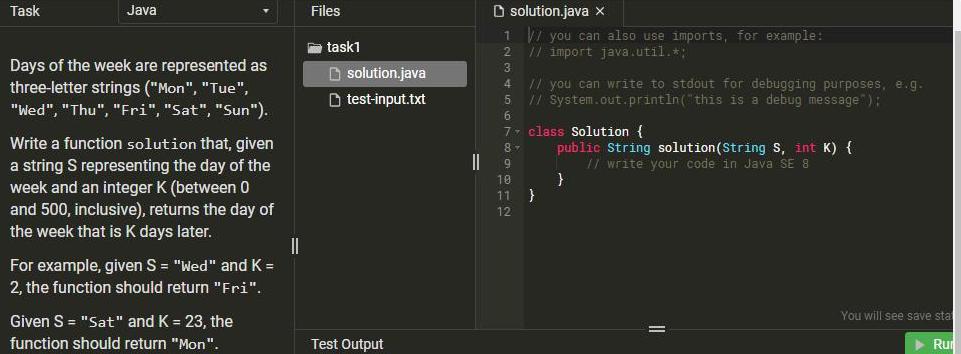 Task
Java
Days of the week are represented as
three-letter strings ("Mon", "Tue",
"Wed", "Thu", "Fri", "Sat", "Sun").
Write a function solution that, given
a string S representing the day of the
week and an integer K (between 0
and 500, inclusive), returns the day of
the week that is K days later.
For example, given S = "Wed" and K =
2, the function should return "Fri".
Given S = "Sat" and K = 23, the
function should return "Mon".
Files
task1
solution.java
test-input.txt
solution.java ×
1 // you can also use imports, for example:
2 // import java.util.*;
3
4 // you can write to stdout for debugging purposes, e.g.
5 // System.out.println("this is a debug message");
6
7 class Solution {
8 public String solution(String S, int K) {
9 // write your code in Java SE 8
10 }
11 }
12
You will see save stat
Test Output
Run